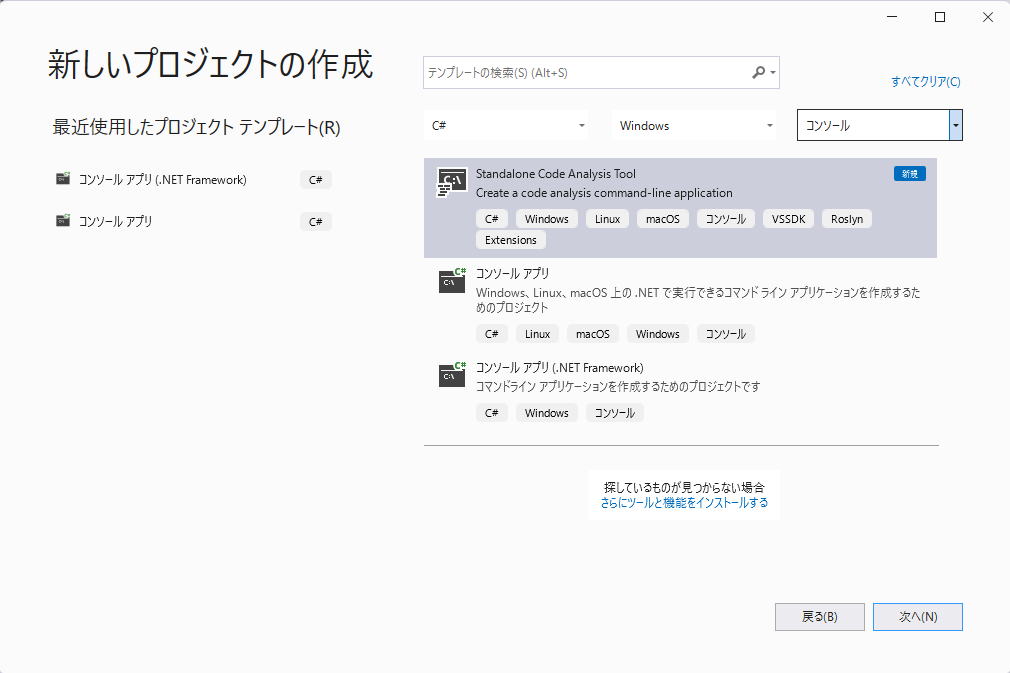 新しいプロジェクトの作成
最近使用したプロジェクト テンプレート(R)
コンソール アプリ (.NET Framework) C#
コンソール アプリ C#
テンプレートの検索(S) (Alt+S)
すべてクリア(C)
C# Windows コンソール
Standalone Code Analysis Tool 新規
Create a code analysis command-line application
C# Windows Linux macOS コンソール VSSDK Roslyn
Extensions
コンソール アプリ
Windows、Linux、macOS 上の .NET で実行できるコマンド ライン アプリケーションを作成するた
めのプロジェクト
C# Linux macOS Windows コンソール
コンソール アプリ (.NET Framework)
コマンドライン アプリケーションを作成するためのプロジェクトです
C# Windows コンソール
探しているものが見つからない場合
さらにツールと機能をインストールする
戻る(B) 次へ(N)